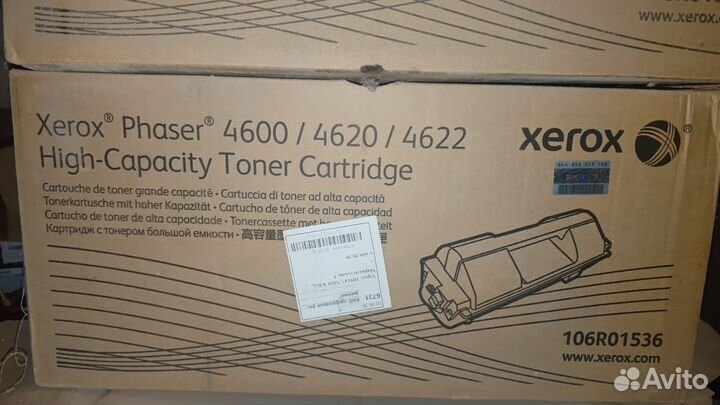 www.xerox.com
Xerox® Phaser® 4600 / 4620 / 4622
High-Capacity Toner Cartridge
xerox
®
Cartouche de toner grande capacité • Cartuccia di toner ad alta capacità
Tonerkartusche mit hoher Kapazität • Cartucho de tóner de alta capacidad
Cartucho de toner de alta capacidade • Tonercassette met
Картридж с тонером большой емкости • 高容量
6731
106R01536
www.xerox.com
Avito